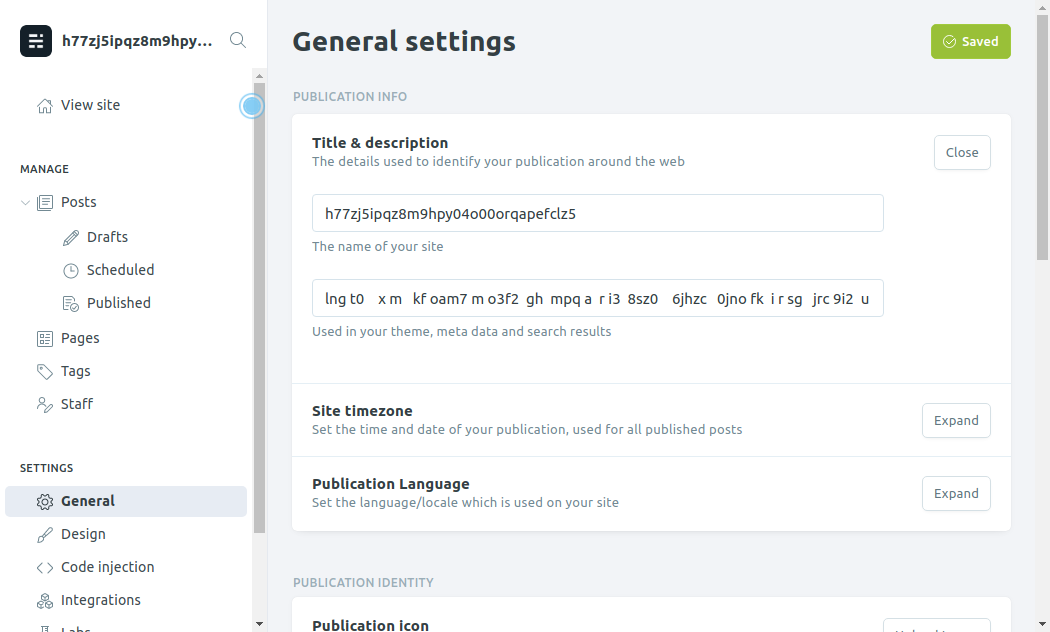 h77zj5ipqz8m9hpy...
View site
MANAGE
Posts
Drafts
Scheduled
Published
Pages
Tags
Staff
SETTINGS
General
Design
Code injection
Integrations
Labs
General settings
Saved
PUBLICATION INFO
Title & description
The details used to identify your publication around the web
Close
h77zj5ipqz8m9hpy04o00orqapefclz5
The name of your site
lng t0 x m kf oam7 m o3f2 gh mpq a r i3 8sz0 6jhzc 0jno fk i r sg jrc 9i2 u
Used in your theme, meta data and search results
Site timezone
Set the time and date of your publication, used for all published posts
Expand
Publication Language
Set the language/locale which is used on your site
Expand
PUBLICATION IDENTITY
Publication icon